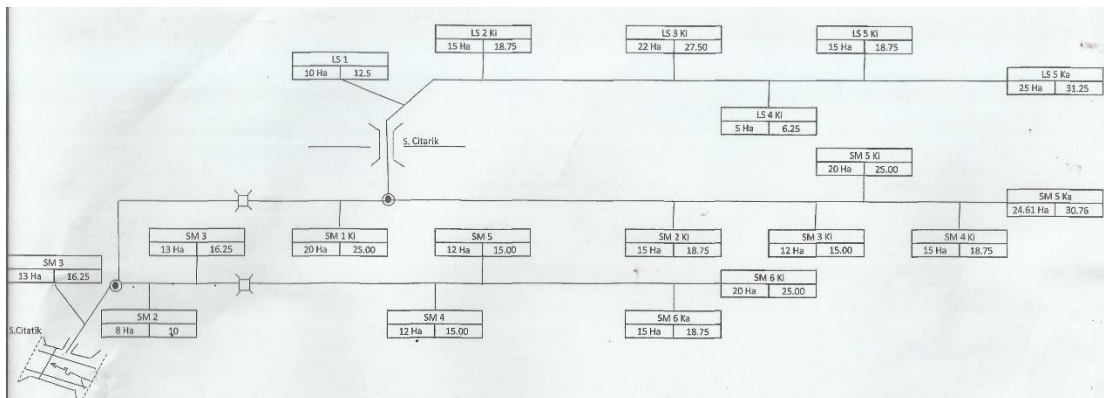 LS 2 Ki
15 Ha 18.75
LS 3 Ki
22 Ha 27.50
LS 5 Ki
15 Ha 18.75
LS 1
10 Ha 12.5
LS 5 Ka
25 Ha 31.25
LS 4 Ki
5 Ha 6.25
S. Citarik
SM 5 Ki
20 Ha 25.00
SM 5 Ka
24.61 Ha 30.76
SM 3
13 Ha 16.25
SM 1 Ki
20 Ha 25.00
SM 5
12 Ha 15.00
SM 2 Ki
15 Ha 18.75
SM 3 Ki
12 Ha 15.00
SM 4 Ki
15 Ha 18.75
SM 3
13 Ha 16.25
SM 6 Ki
20 Ha 25.00
SM 2
8 Ha 10
SM 4
12 Ha 15.00
SM 6 Ka
15 Ha 18.75
S.Citatik